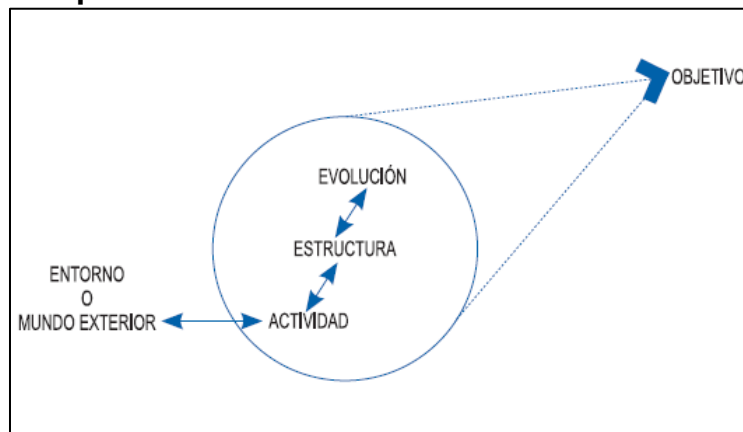 OBJETIVO
EVOLUCIÓN
ESTRUCTURA
ENTORNO
O
MUNDO EXTERIOR
ACTIVIDAD